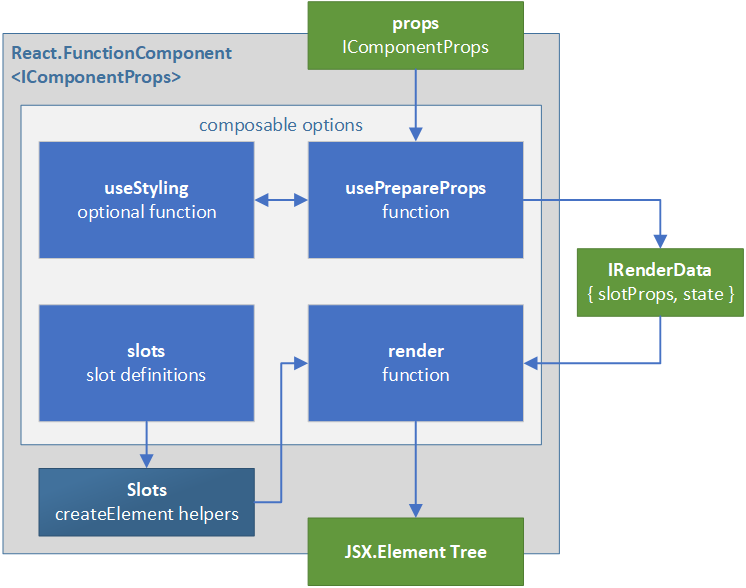 props
IComponentProps
React.FunctionComponent
<IComponentProps>
composable options
useStyling
optional function
usePrepareProps
function
IRenderData
{ slotProps, state }
slots
slot definitions
render
function
Slots
createElement helpers
JSX.Element Tree